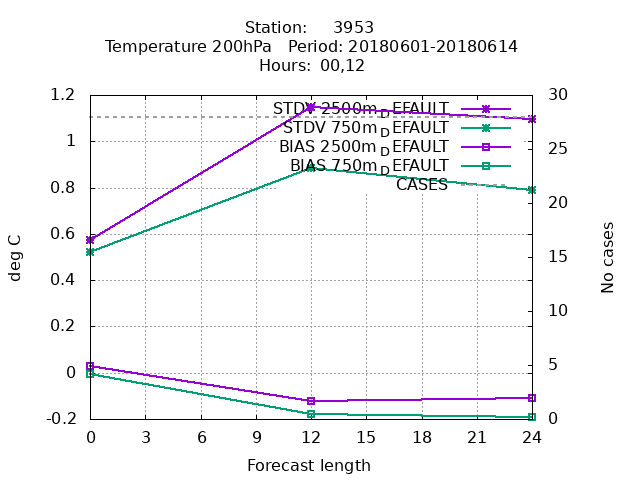 Station: 3953
Temperature 200hPa Period: 20180601-20180614
Hours: 00,12
STDV 2500m_DEFAULT
STDV 750m_DEFAULT
BIAS 2500m_DEFAULT
BIAS 750m_DEFAULT
CASES
1.2
1
0.8
0.6
0.4
0.2
0
-0.2
deg C
30
25
20
15
10
5
0
No cases
0 3 6 9 12 15 18 21 24
Forecast length